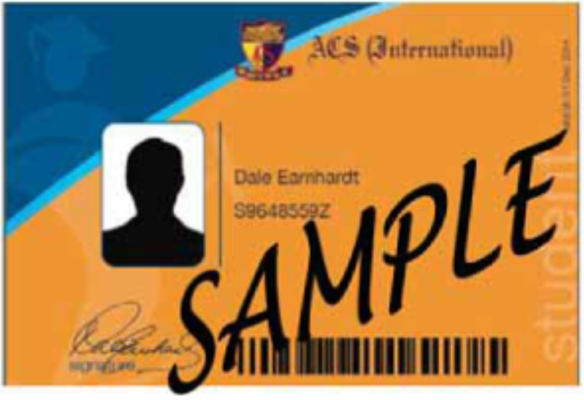 ACS (International)
Dale Earnhardt
S9648559Z
SAMPLE
student
signature